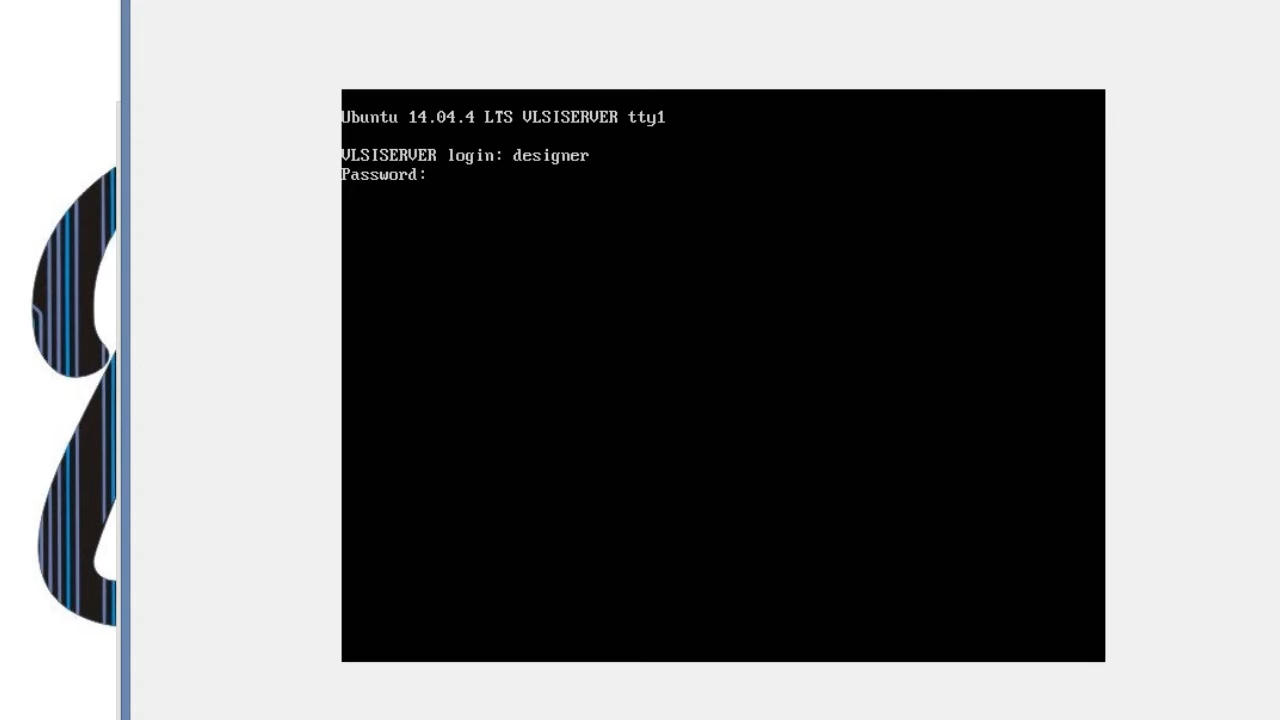 Ubuntu 14.04.4 LTS VLSISERVER tty1
VLSISERVER login: designer
Password: